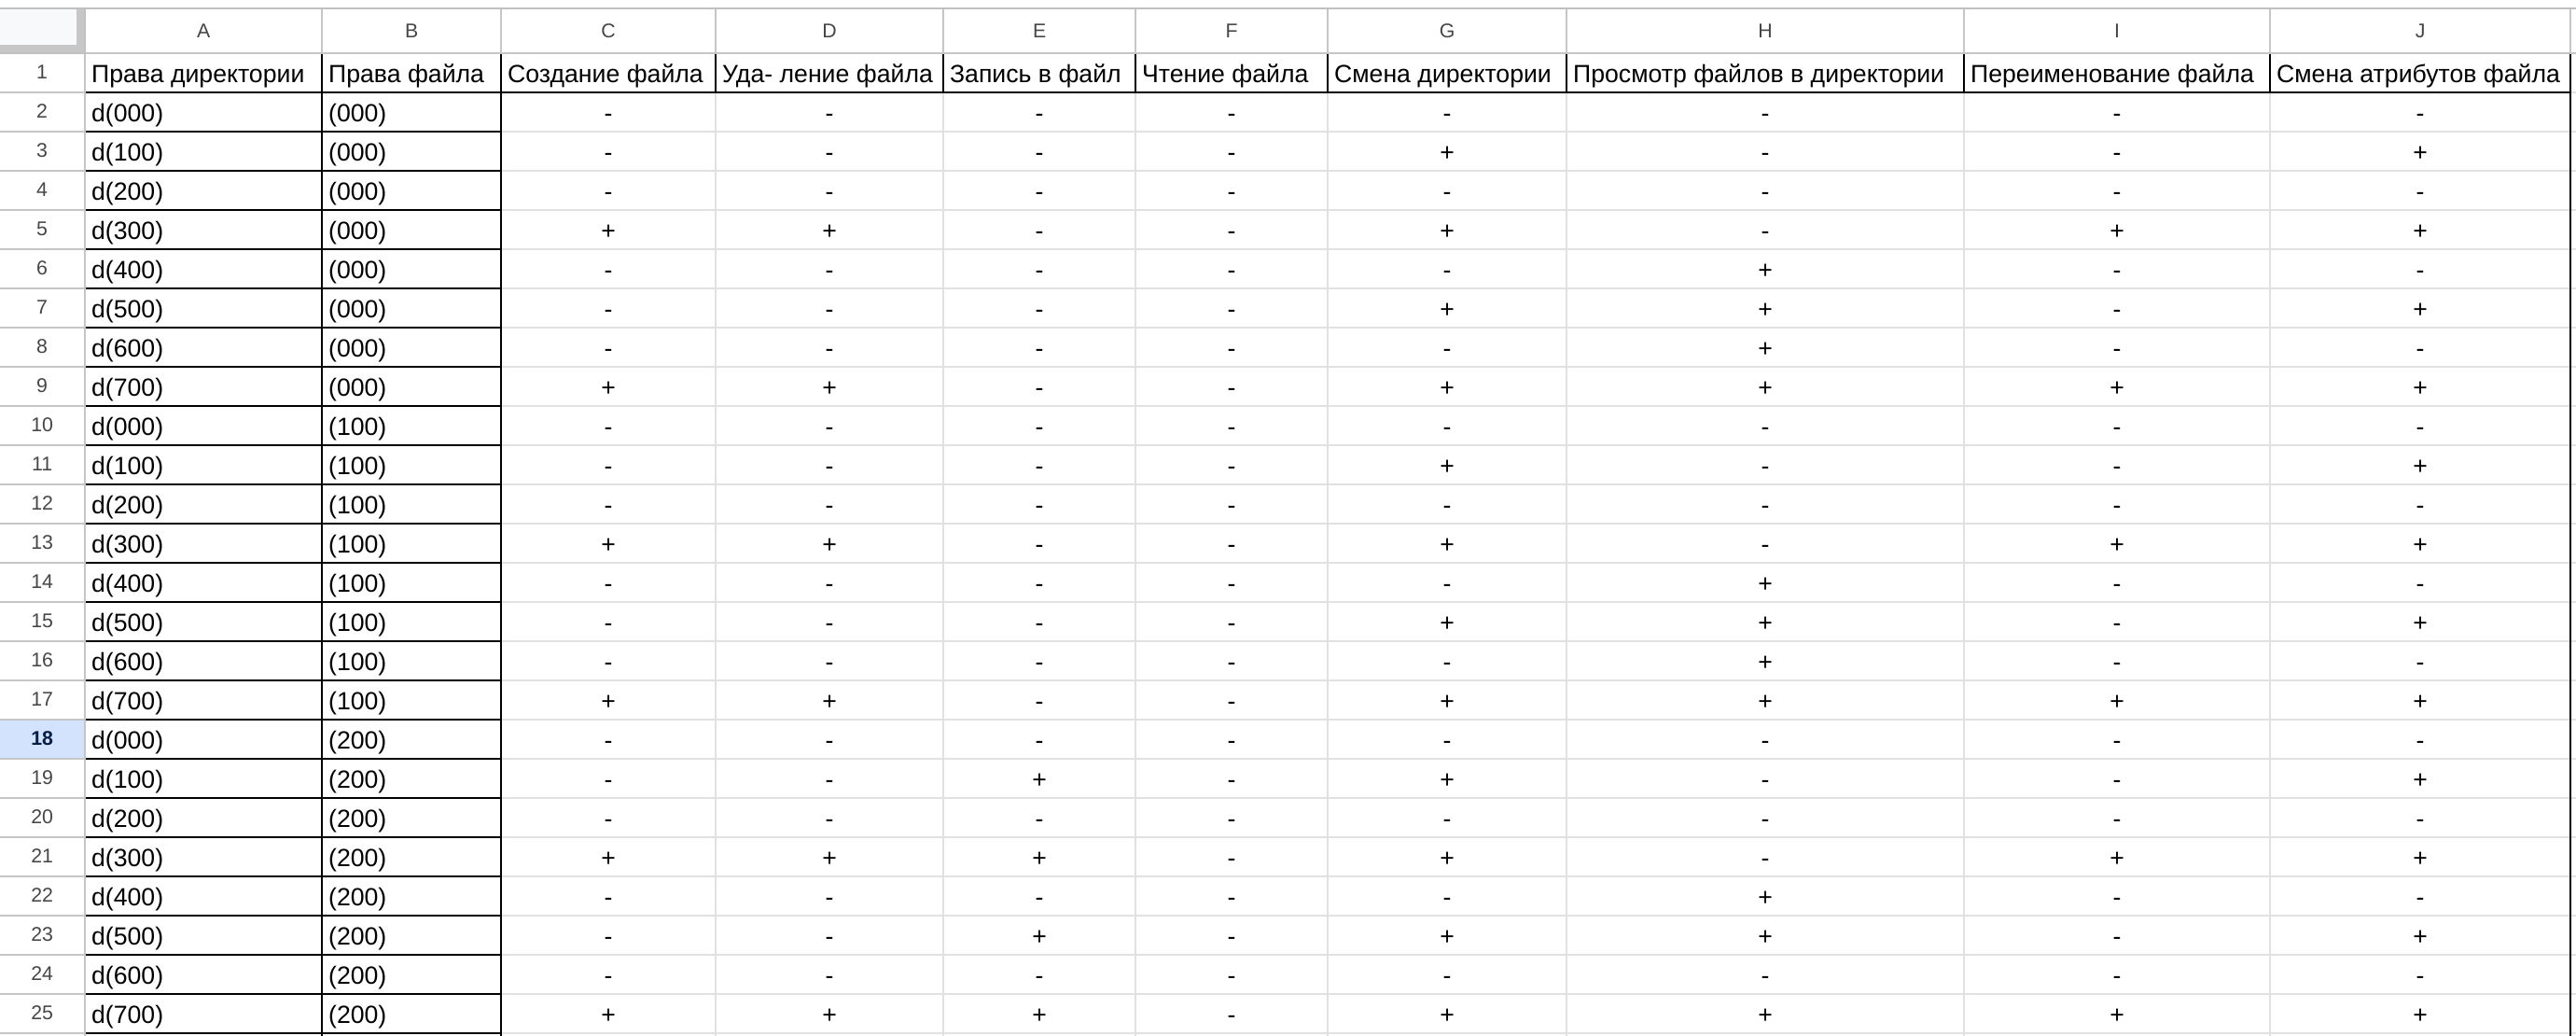 A B C D E F G H I J
1 Права директории Права файла Создание файла Уда- ление файла Запись в файл Чтение файла Смена директории Просмотр файлов в директории Переименование файла Смена атрибутов файла
2 d(000) (000) - - - - - - - -
3 d(100) (000) - - - - + - - +
4 d(200) (000) - - - - - - - -
5 d(300) (000) + + - - + - + +
6 d(400) (000) - - - - - + - -
7 d(500) (000) - - - - + + - +
8 d(600) (000) - - - - - + - -
9 d(700) (000) + + - - + + + +
10 d(000) (100) - - - - - - - -
11 d(100) (100) - - - - + - - +
12 d(200) (100) - - - - - - - -
13 d(300) (100) + + - - + - + +
14 d(400) (100) - - - - - + - -
15 d(500) (100) - - - - + + - +
16 d(600) (100) - - - - - + - -
17 d(700) (100) + + - - + + + +
18 d(000) (200) - - - - - - - -
19 d(100) (200) - - + - + - - +
20 d(200) (200) - - - - - - - -
21 d(300) (200) + + + - + - + +
22 d(400) (200) - - - - - + - -
23 d(500) (200) - - + - + + - +
24 d(600) (200) - - - - - - - -
25 d(700) (200) + + + - + + + +